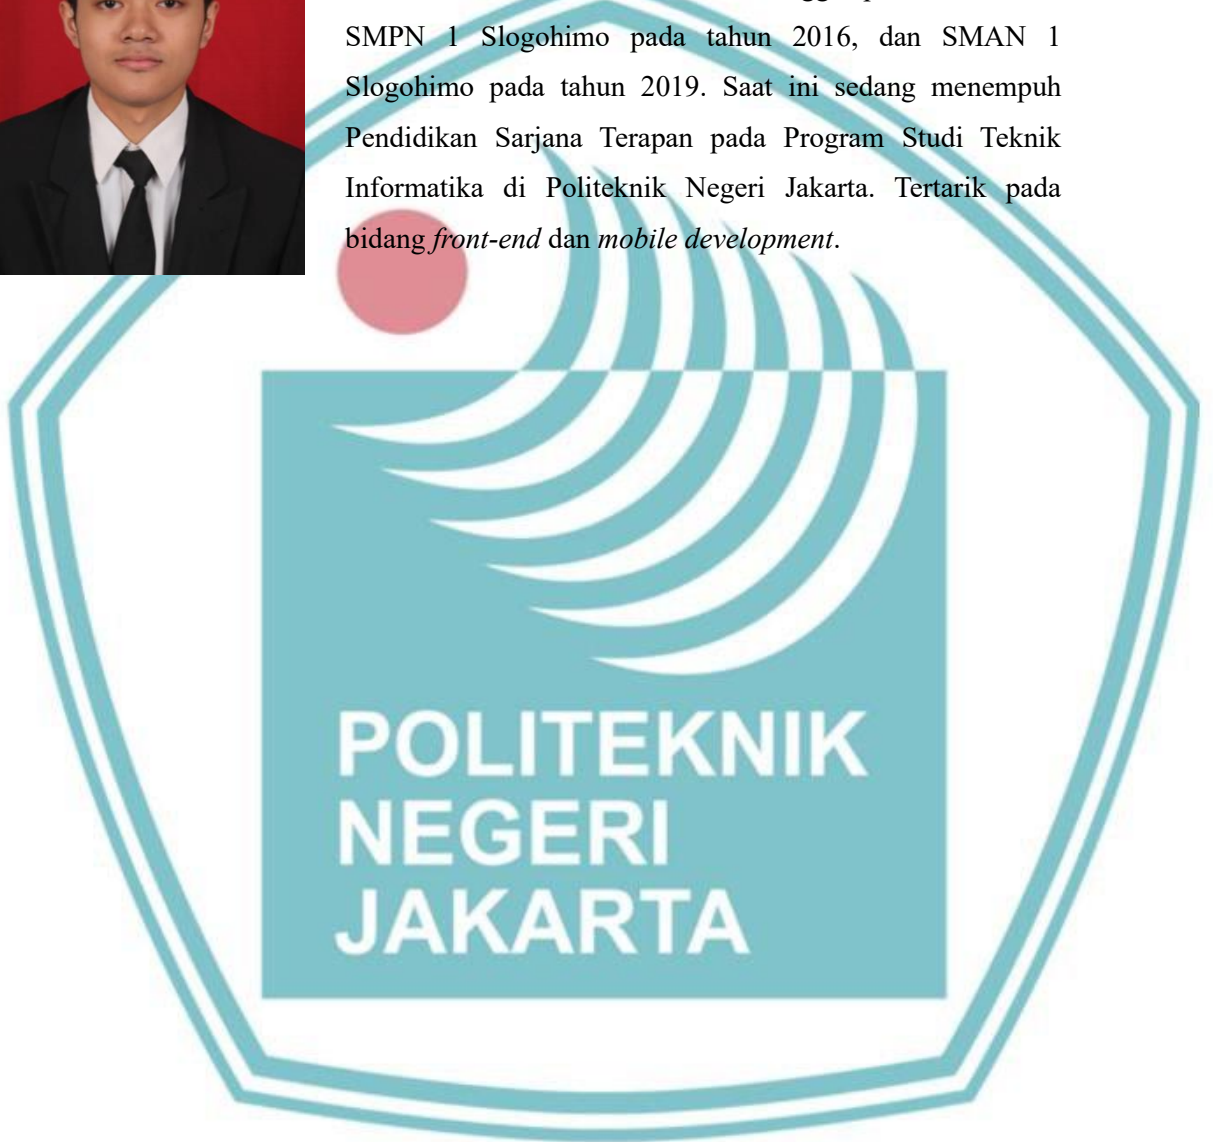 SMPN 1 Slogohimo pada tahun 2016, dan SMAN 1
Slogohimo pada tahun 2019. Saat ini sedang menempuh
Pendidikan Sarjana Terapan pada Program Studi Teknik
Informatika di Politeknik Negeri Jakarta. Tertarik pada
bidang front-end dan mobile development.
POLITEKNIK
NEGERI
JAKARTA